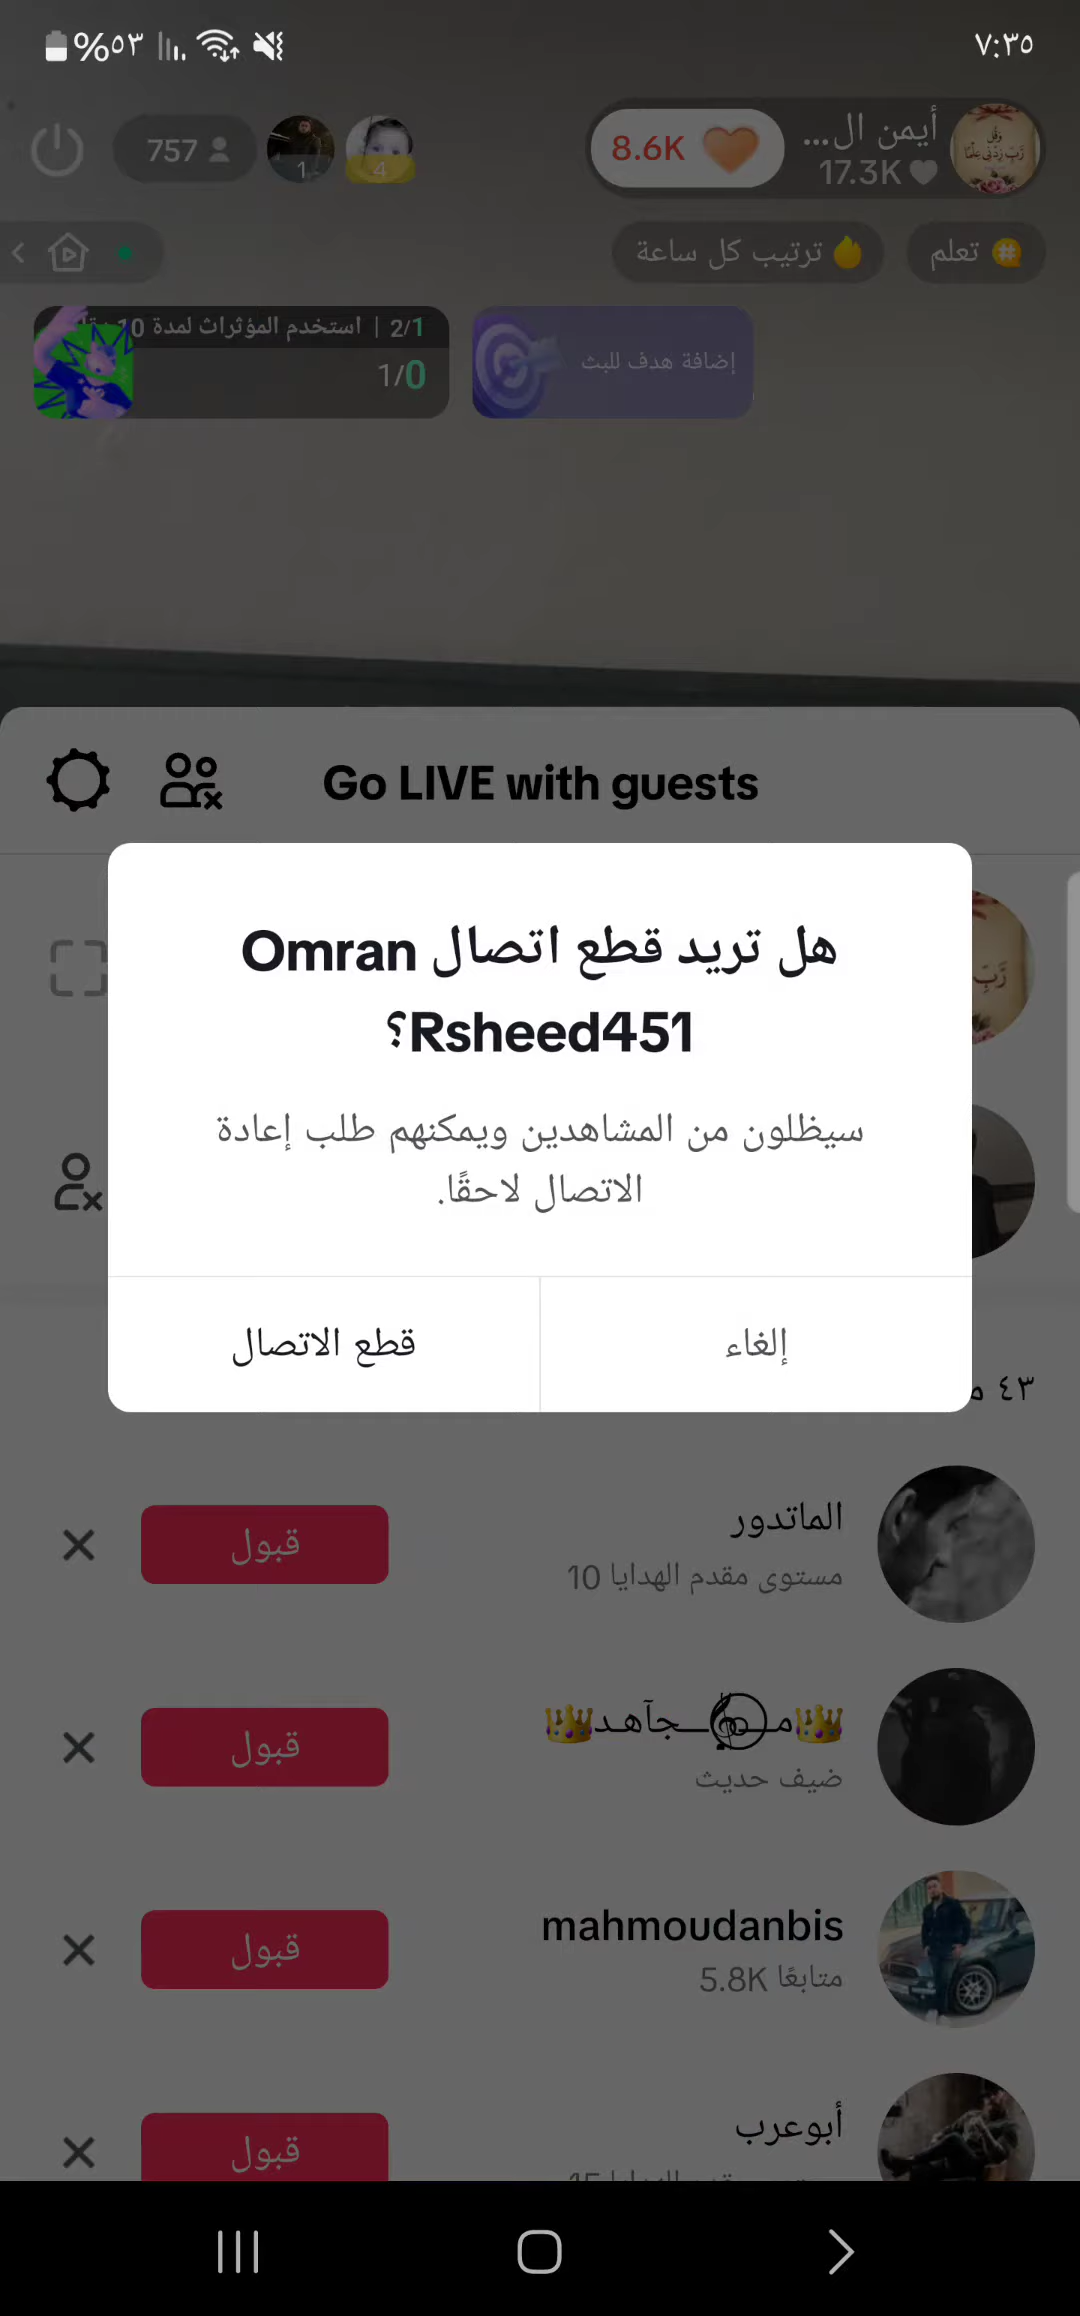 ٧:٣٥
%٥٣
أيمن ال...
17.3K
8.6K
4
1
757
تعلم
ترتيب كل ساعة
إضافة هدف للبث
2/1 | استخدم المؤثرات لمدة 10
1/0
Go LIVE with guests
هل تريد قطع اتصال Omran
Rsheed451؟
سيظلون من المشاهدين ويمكنهم طلب إعادة
الاتصال لاحقًا.
إلغاء
قطع الاتصال
٤٣
الماتدور
مستوى مقدم الهدايا 10
قبول
ضيف حديث
قبول
mahmoudanbis
5.8K متابعًا
قبول
أبوعرب
قبول